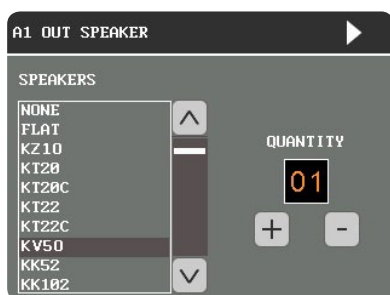 A1 OUT SPEAKER
SPEAKERS
NONE
FLAT
KZ10
KT20
KT20C
KT22
KT22C
KV50
KK52
KK102
QUANTITY
01
+ -